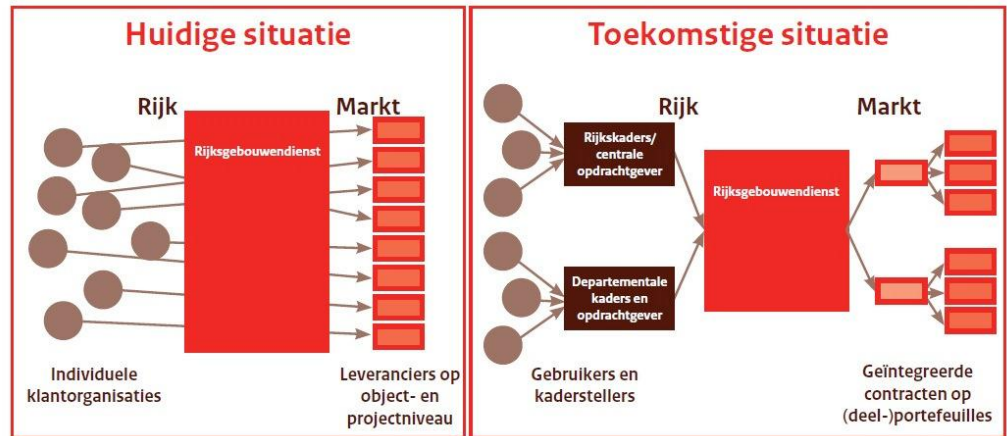 Huidige situatie
Rijk
Markt
Rijksgebouwendienst
Individuele
klantorganisaties
Leveranciers op
object- en
projectniveau
Toekomstige situatie
Rijk
Markt
Rijkskaders/
centrale
opdrachtgever
Rijksgebouwendienst
Departementale
kaders en
opdrachtgever
Gebruikers en
kaderstellers
Geïntegreerde
contracten op
(deel-)portefeuilles